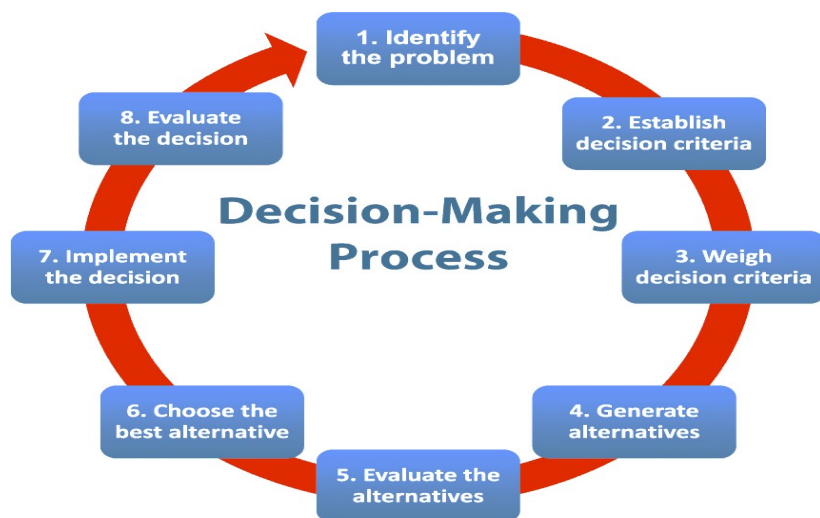 1. Identify
the problem
2. Establish
decision criteria
3. Weigh
decision criteria
4. Generate
alternatives
5. Evaluate the
alternatives
6. Choose the
best alternative
7. Implement
the decision
8. Evaluate
the decision
Decision-Making
Process